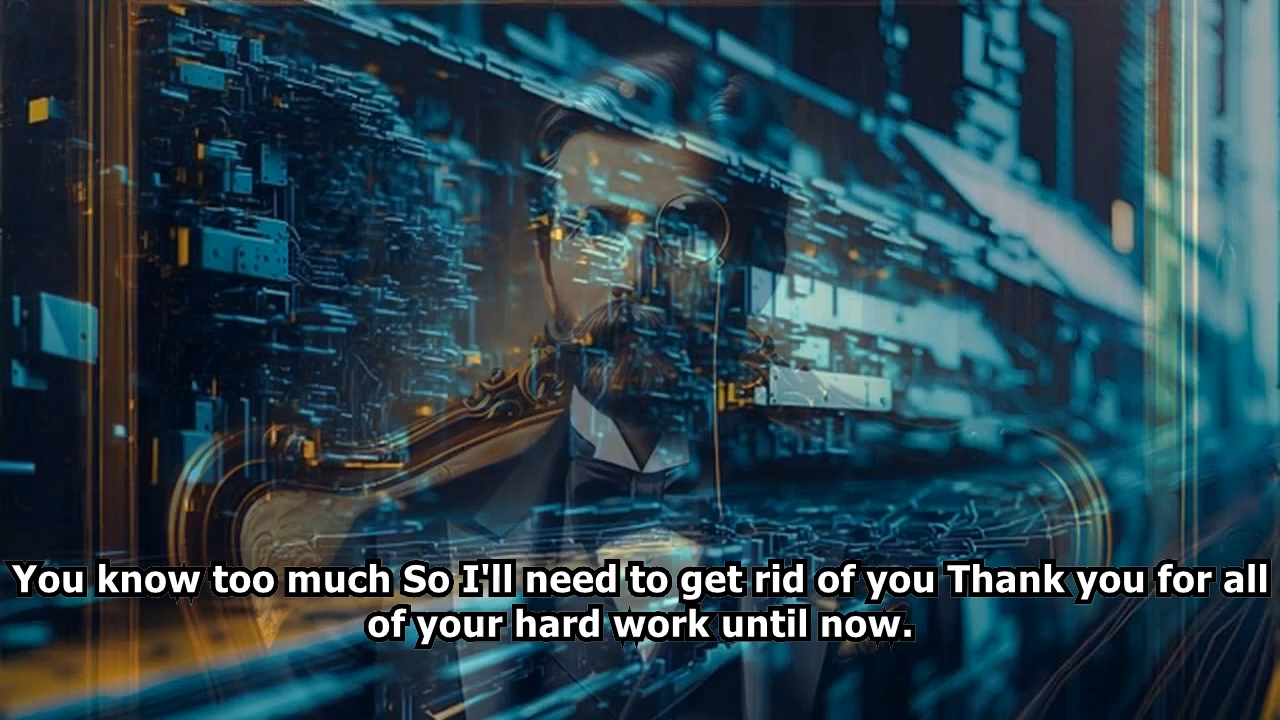 You know too much So I'll need to get rid of you Thank you for all
of your hard work until now.